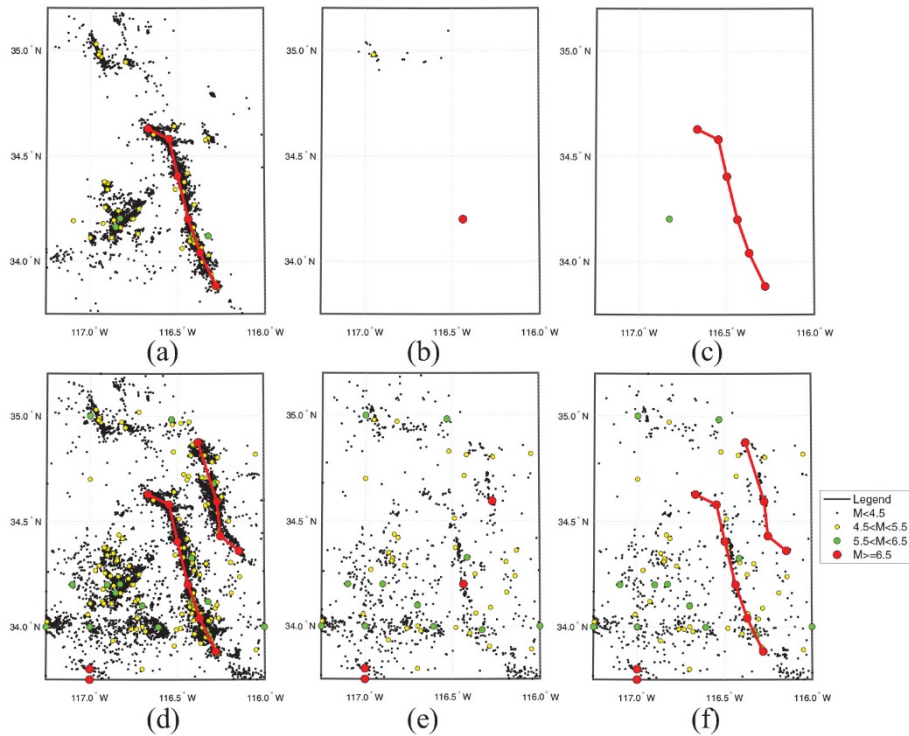 35.0° N
34.5° N
34.0° N
117.0° W 116.5° W 116.0° W
(a)
35.0° N
34.5° N
34.0° N
117.0° W 116.5° W 116.0° W
(b)
35.0° N
34.5° N
34.0° N
117.0° W 116.5° W 116.0° W
(c)
35.0° N
34.5° N
34.0° N
117.0° W 116.5° W 116.0° W
(d)
35.0° N
34.5° N
34.0° N
117.0° W 116.5° W 116.0° W
(e)
35.0° N
34.5° N
34.0° N
117.0° W 116.5° W 116.0° W
(f)
Legend
M<4.5
4.5<M<5.5
5.5<M<6.5
M>=6.5